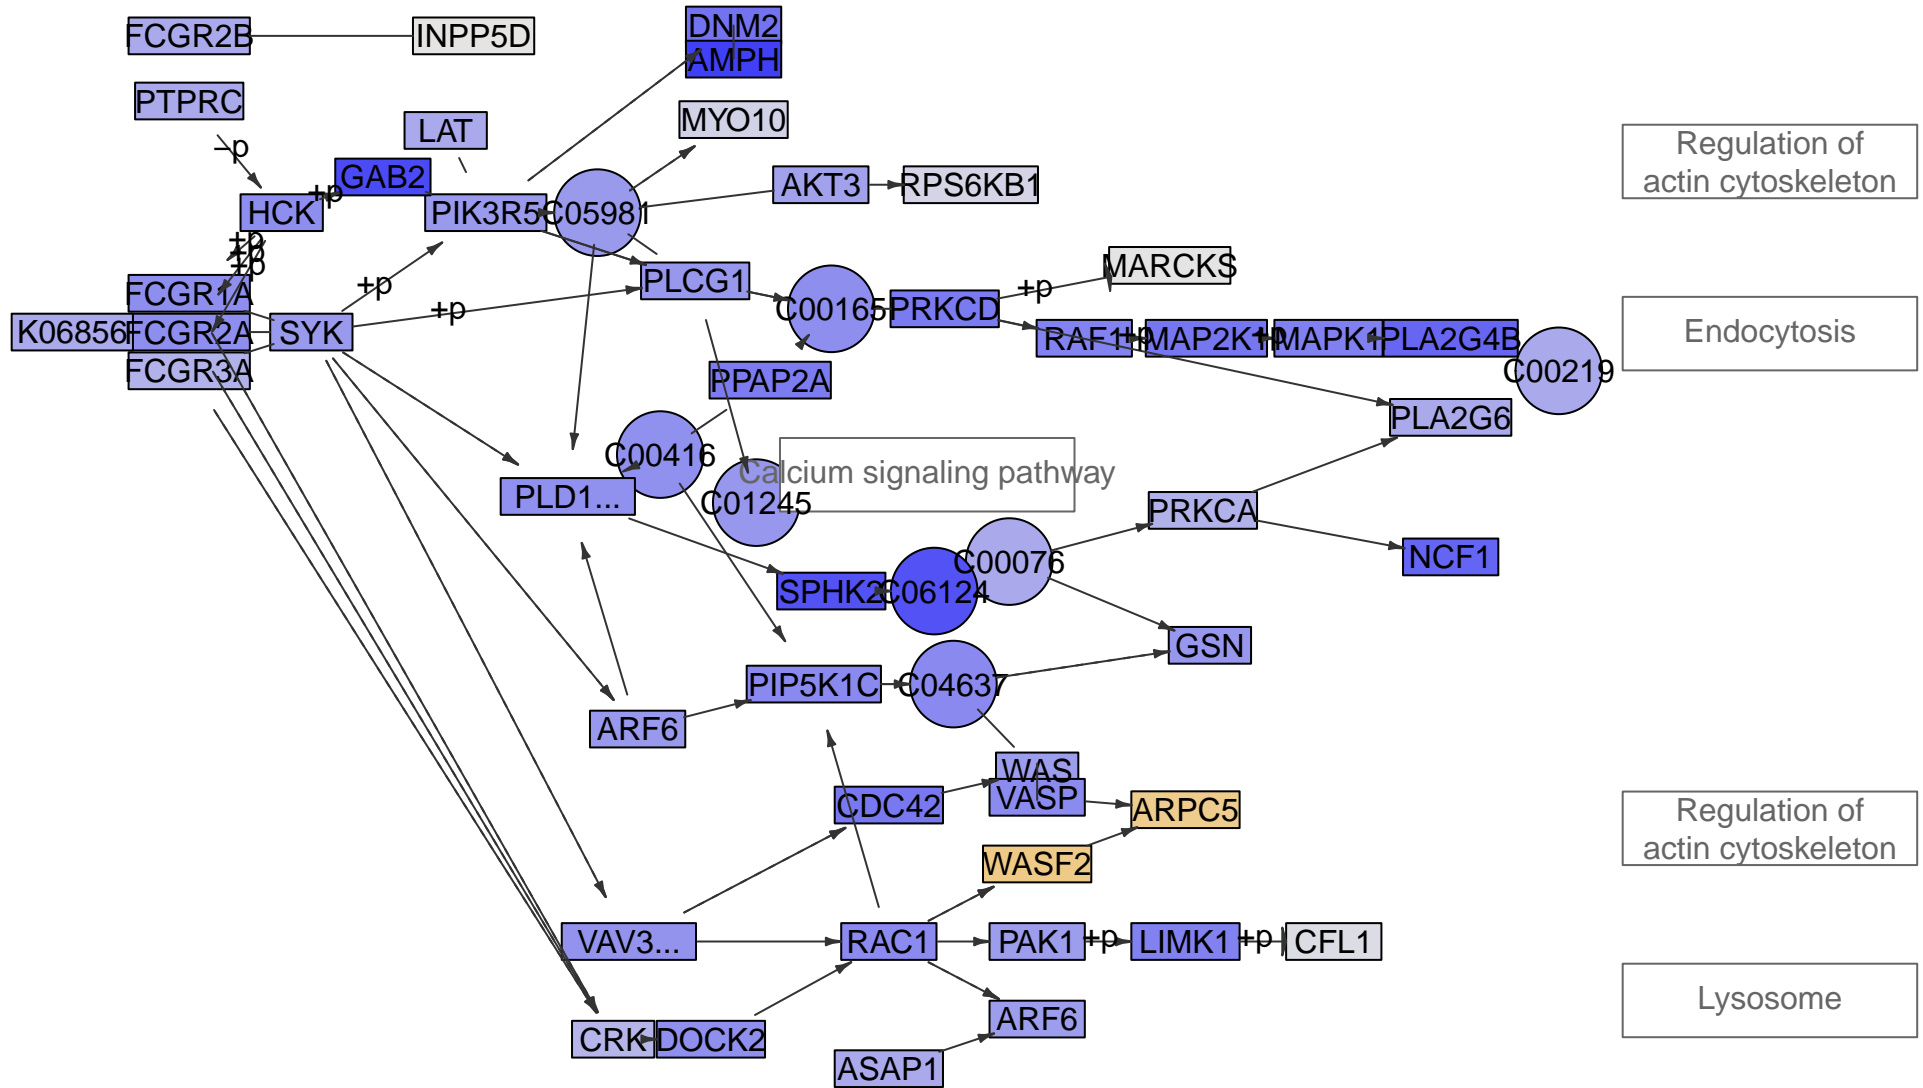 FCGR2B
INPP5D
DNM2
AMPH
PTPRC
LAT
MYO10
–p
GAB2
+p
HCK
PIK3R5
C05981
AKT3
RPS6KB1
Regulation of
actin cytoskeleton
+p
+p
+p
FCGR1A
+p
PLCG1
MARCKS
K06856
FCGR2A
SYK
+p
C00165
PRKCD
+p
RAF1
+p
MAP2K1
+p
MAPK1
PLA2G4B
C00219
Endocytosis
FCGR3A
PPAP2A
PLA2G6
C00416
Calcium signaling pathway
PLD1...
C01245
PRKCA
C00076
NCF1
SPHK2
C06124
GSN
PIP5K1C
C04637
ARF6
WAS
VASP
CDC42
ARPC5
WASF2
Regulation of
actin cytoskeleton
VAV3...
RAC1
PAK1
+p
LIMK1
+p
CFL1
Lysosome
ARF6
CRK
DOCK2
ASAP1